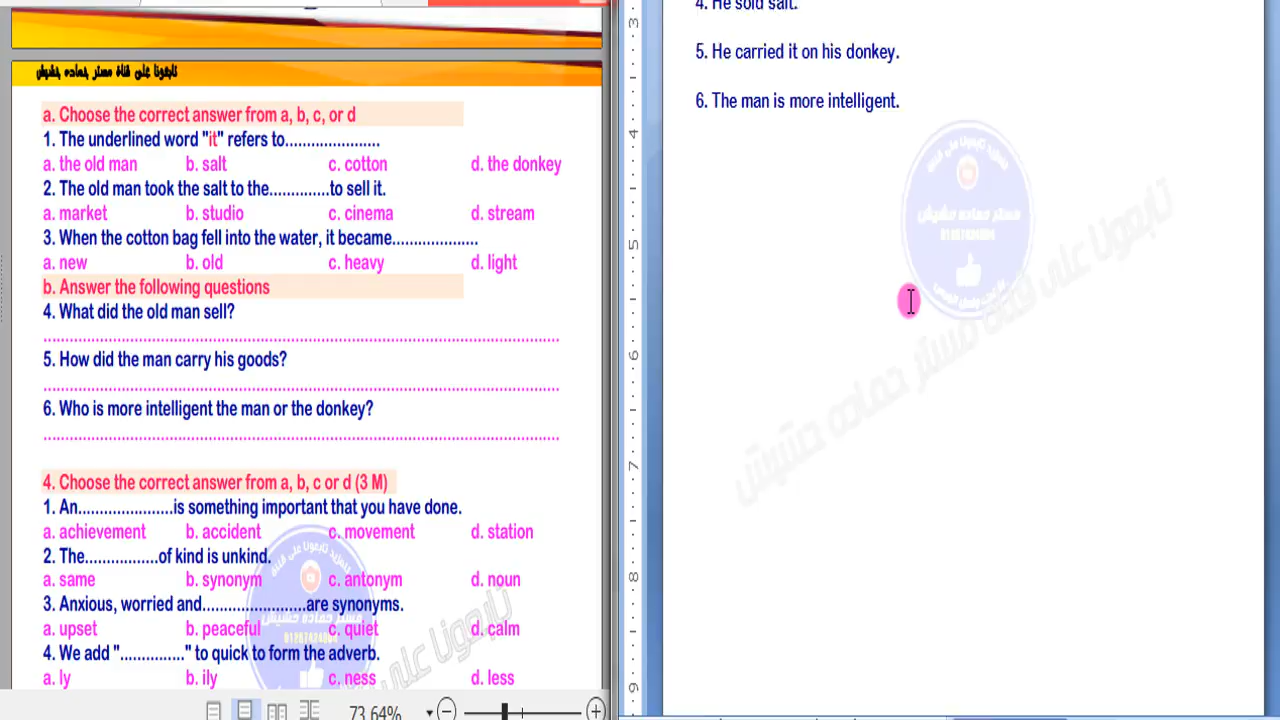 تابعونا على قناة مستر حماده حشيش
a. Choose the correct answer from a, b, c, or d
1. The underlined word "it" refers to......................
a. the old man b. salt c. cotton d. the donkey
2. The old man took the salt to the..............to sell it.
a. market b. studio c. cinema d. stream
3. When the cotton bag fell into the water, it became....................
a. new b. old c. heavy d. light
b. Answer the following questions
4. What did the old man sell?
5. How did the man carry his goods?
6. Who is more intelligent the man or the donkey?
4. Choose the correct answer from a, b, c or d (3 M)
1. An......................is something important that you have done.
a. achievement b. accident c. movement d. station
2. The.................of kind is unkind.
a. same b. synonym c. antonym d. noun
3. Anxious, worried and........................are synonyms.
a. upset b. peaceful c. quiet d. calm
4. We add "..............." to quick to form the adverb.
a. ly b. ily c. ness d. less
73.64%
4. He sold salt.
5. He carried it on his donkey.
6. The man is more intelligent.
مستر حماده حشيش
تابعونا على قناة مستر حماده حشيش